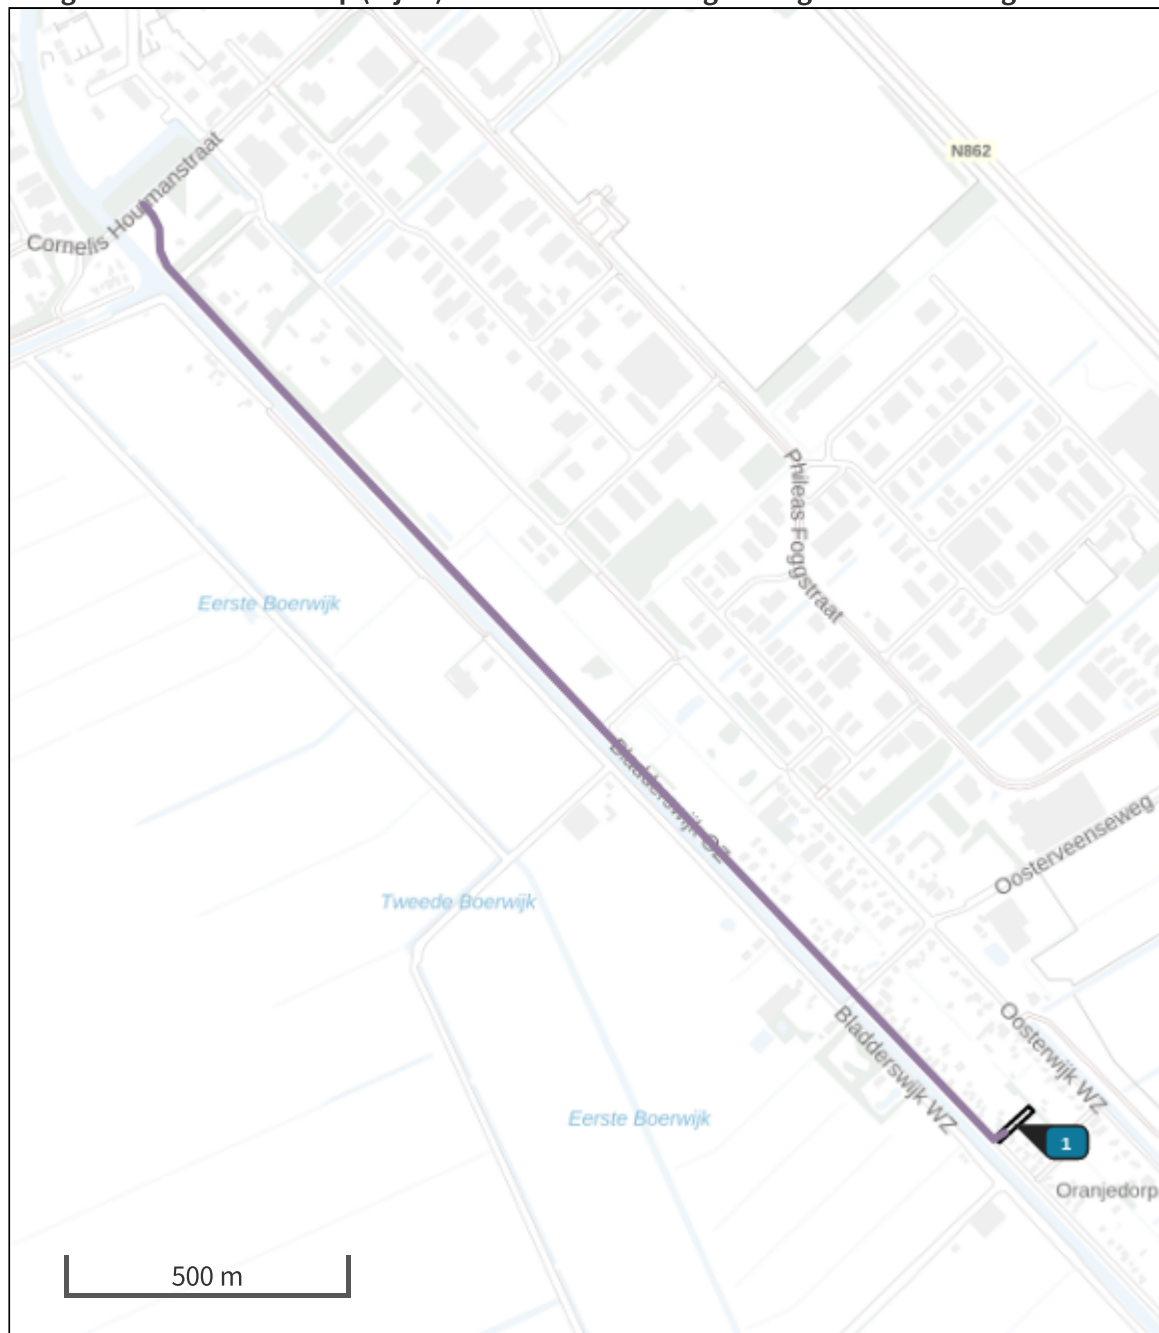 N862
Cornelis Houtmanstraat
Phileas Foggstraat
Eerste Boerwijk
Bladderswijk OZ
Oosterveenseweg
Tweede Boerwijk
Bladderswijk WZ
Oosterwijk WZ
Eerste Boerwijk
1
Oranjedorp
500 m